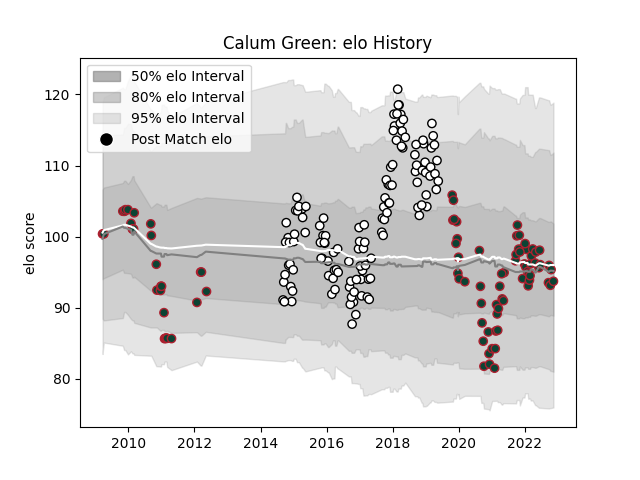 Calum Green: elo History
50% elo Interval
80% elo Interval
95% elo Interval
Post Match elo
elo score
120
110
100
90
80
2010 2012 2014 2016 2018 2020 2022